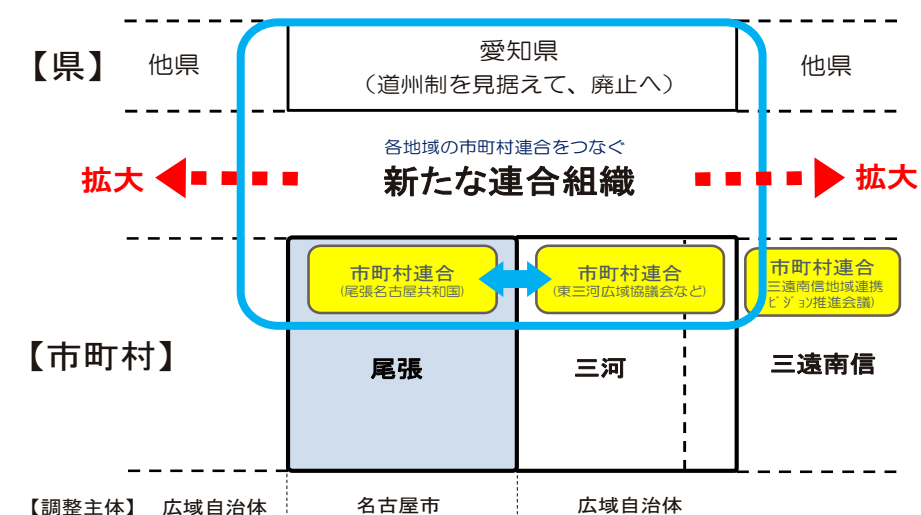 【県】
他県
愛知県
(道州制を見据えて、廃止へ)
他県
各地域の市町村連合をつなぐ
新たな連合組織
拡大
拡大
市町村連合
(尾張名古屋共和国)
市町村連合
(東三河広域協議会など)
市町村連合
(三遠南信地域連携
ビジョン推進会議)
【市町村】
尾張
三河
三遠南信
【調整主体】
広域自治体
名古屋市
広域自治体